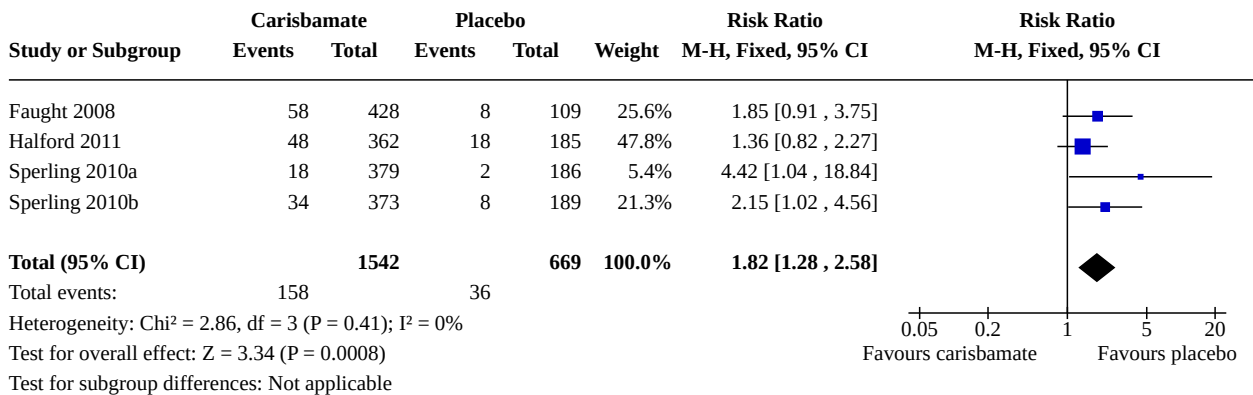 Carisbamate Placebo Risk Ratio Risk Ratio
Study or Subgroup Events Total Events Total Weight M-H, Fixed, 95% CI M-H, Fixed, 95% CI
Faught 2008 58 428 8 109 25.6% 1.85 [0.91 , 3.75]
Halford 2011 48 362 18 185 47.8% 1.36 [0.82 , 2.27]
Sperling 2010a 18 379 2 186 5.4% 4.42 [1.04 , 18.84]
Sperling 2010b 34 373 8 189 21.3% 2.15 [1.02 , 4.56]
Total (95% CI) 1542 669 100.0% 1.82 [1.28 , 2.58]
Total events: 158 36
Heterogeneity: Chi² = 2.86, df = 3 (P = 0.41); I² = 0%
0.05 0.2 1 5 20
Test for overall effect: Z = 3.34 (P = 0.0008) Favours carisbamate Favours placebo
Test for subgroup differences: Not applicable